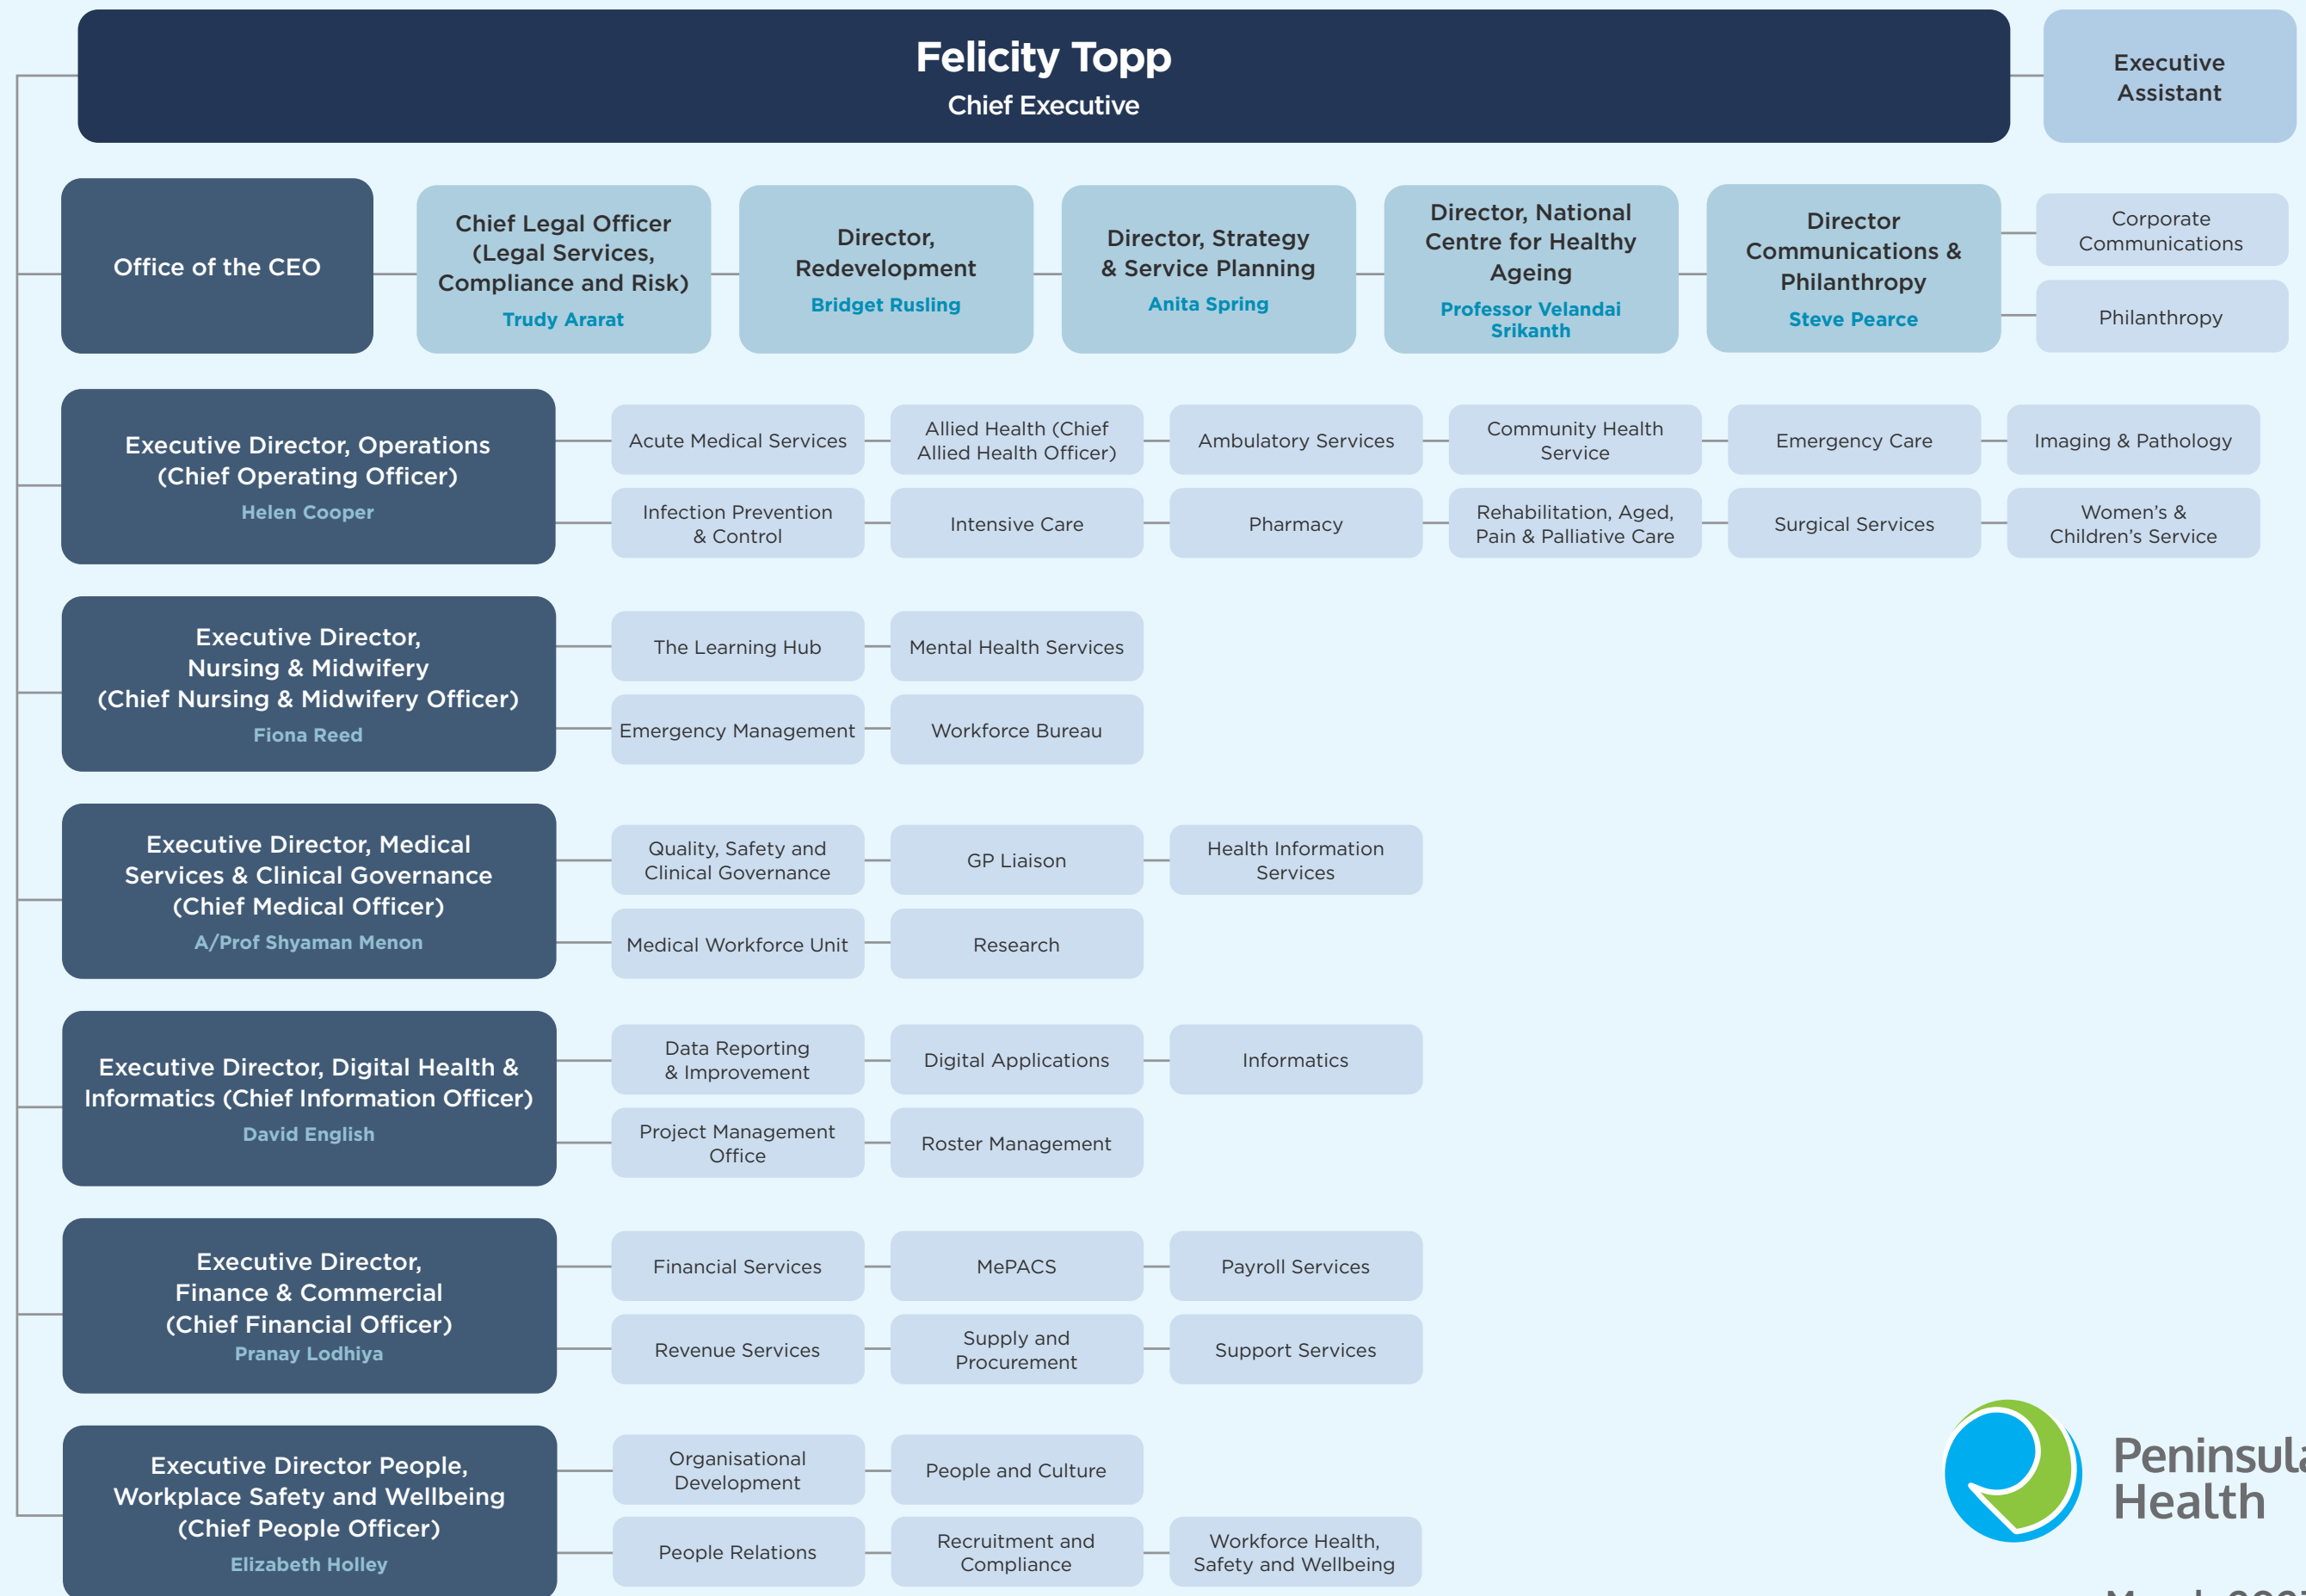 Felicity Topp
Chief Executive
Executive
Assistant
Office of the CEO
Chief Legal Officer
(Legal Services,
Compliance and Risk)
Trudy Ararat
Director,
Redevelopment
Bridget Rusling
Director, Strategy
& Service Planning
Anita Spring
Director, National
Centre for Healthy
Ageing
Professor Velandai
Srikanth
Director
Communications &
Philanthropy
Steve Pearce
Corporate
Communications
Philanthropy
Executive Director, Operations
(Chief Operating Officer)
Helen Cooper
Acute Medical Services
Allied Health (Chief
Allied Health Officer)
Ambulatory Services
Community Health
Service
Emergency Care
Imaging & Pathology
Infection Prevention
& Control
Intensive Care
Pharmacy
Rehabilitation, Aged,
Pain & Palliative Care
Surgical Services
Women’s &
Children’s Service
Executive Director,
Nursing & Midwifery
(Chief Nursing & Midwifery Officer)
Fiona Reed
The Learning Hub
Mental Health Services
Emergency Management
Workforce Bureau
Executive Director, Medical
Services & Clinical Governance
(Chief Medical Officer)
A/Prof Shyaman Menon
Quality, Safety and
Clinical Governance
GP Liaison
Health Information
Services
Medical Workforce Unit
Research
Executive Director, Digital Health &
Informatics (Chief Information Officer)
David English
Data Reporting
& Improvement
Digital Applications
Informatics
Project Management
Office
Roster Management
Executive Director,
Finance & Commercial
(Chief Financial Officer)
Pranay Lodhiya
Financial Services
MePACS
Payroll Services
Revenue Services
Supply and
Procurement
Support Services
Executive Director People,
Workplace Safety and Wellbeing
(Chief People Officer)
Elizabeth Holley
Organisational
Development
People and Culture
People Relations
Recruitment and
Compliance
Workforce Health,
Safety and Wellbeing
Peninsula
Health